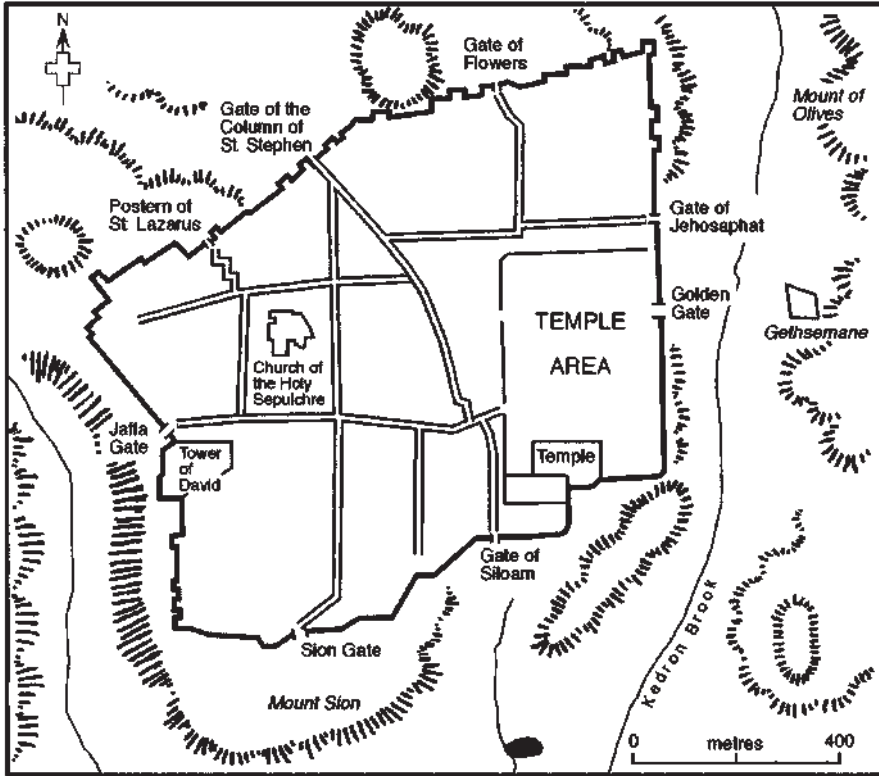 N
Gate of
Flowers
Mount of
Olives
Gate of the
Column of
St. Stephen
Postern of
St. Lazarus
Gate of
Jehosaphat
Golden
Gate
TEMPLE
AREA
Gethsemane
Church of
the Holy
Sepulchre
Jaffa
Gate
Tower
of
David
Temple
Gate of
Siloam
Sion Gate
Mount Sion
Kedron Brook
0 metres 400